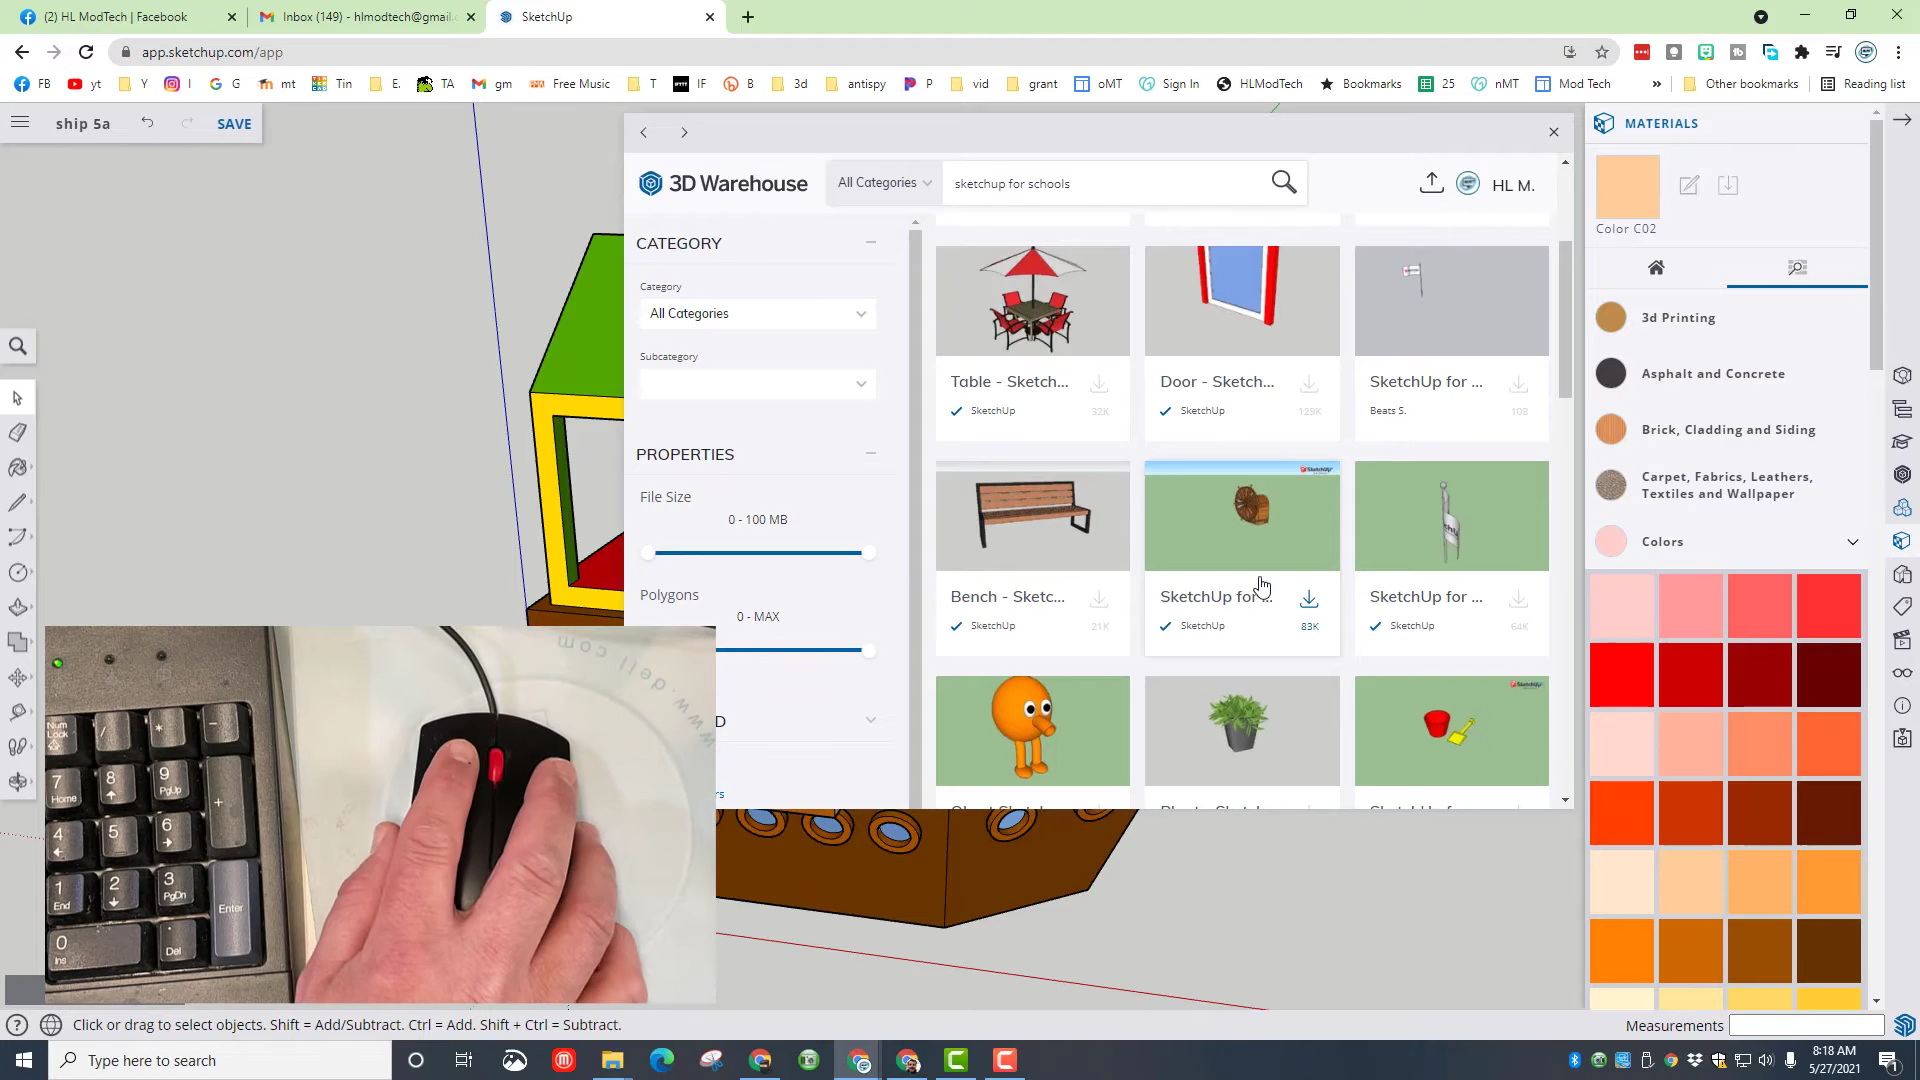 (2) HL ModTech | Facebook
Inbox (149) - hlmodtech@gmail.c
SketchUp
app.sketchup.com/app
FB
yt
Y
I
G
mt
Tin
E.
TA
gm
Free Music
T
IF
B
3d
antispy
P
vid
grant
oMT
Sign In
HLModTech
Bookmarks
25
nMT
Mod Tech
»
Other bookmarks
Reading list
ship 5a
SAVE
3D Warehouse
All Categories
sketchup for schools
HL M.
CATEGORY
Category
All Categories
Subcategory
PROPERTIES
File Size
0 - 100 MB
Polygons
0 - MAX
D
rs
Table - Sketch...
SketchUp
32K
Door - Sketch...
SketchUp
129K
SketchUp for ...
Beats S.
108
Bench - Sketc...
SketchUp
21K
SketchUp
SketchUp for ...
SketchUp
83K
SketchUp for ...
SketchUp
64K
SketchUp
MATERIALS
Color C02
3d Printing
Asphalt and Concrete
Brick, Cladding and Siding
Carpet, Fabrics, Leathers,
Textiles and Wallpaper
Colors
www.dell.com
Num
Lock
/
*
-
7
Home
8
9
PgUp
+
4
5
6
1
End
2
3
PgDn
Enter
0
Ins
.
Del
Click or drag to select objects. Shift = Add/Subtract. Ctrl = Add. Shift + Ctrl = Subtract.
Measurements
Type here to search
8:18 AM
5/27/2021
1